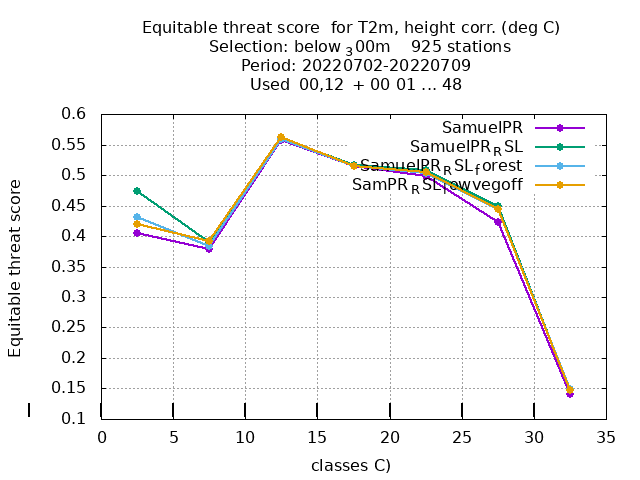 Equitable threat score for T2m, height corr. (deg C)
Selection: below 300m 925 stations
Period: 20220702-20220709
Used 00,12 + 00 01 ... 48
SamuelPR
SamuelPRRSL
SamuelPRRSLforest
SamPRRSLlowvegoff
Equitable threat score
0.6
0.55
0.5
0.45
0.4
0.35
0.3
0.25
0.2
0.15
0.1
0 5 10 15 20 25 30 35
classes C)